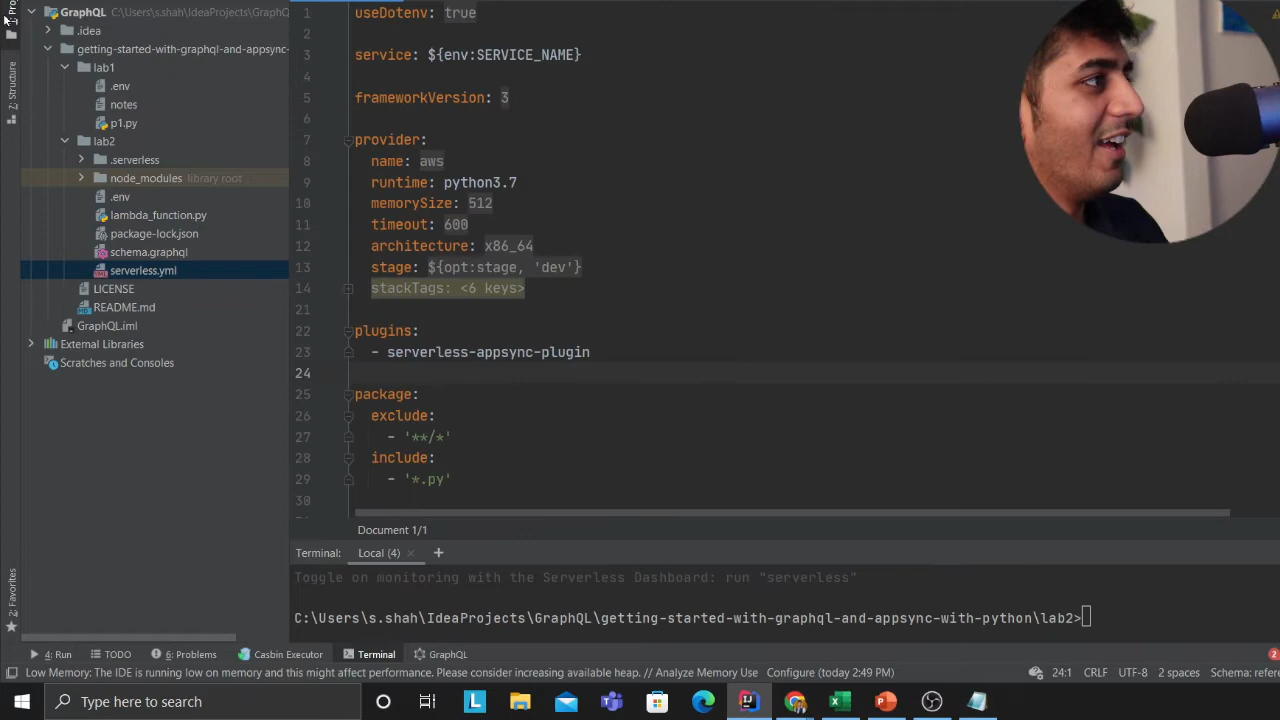 GraphQL C:\Users\s.shah\IdeaProjects\GraphQ
.idea
getting-started-with-graphql-and-appsync-
lab1
.env
notes
p1.py
lab2
.serverless
node_modules library root
.env
lambda_function.py
package-lock.json
schema.graphql
serverless.yml
LICENSE
README.md
GraphQL.iml
External Libraries
Scratches and Consoles
Z: Structure
2: Favorites
1 useDotenv: true
2
3 service: ${env:SERVICE_NAME}
4
5 frameworkVersion: 3
6
7 provider:
8 name: aws
9 runtime: python3.7
10 memorySize: 512
11 timeout: 600
12 architecture: x86_64
13 stage: ${opt:stage, 'dev'}
14 stackTags: <6 keys>
21
22 plugins:
23 - serverless-appsync-plugin
24
25 package:
26 exclude:
27 - '**/*'
28 include:
29 - '*.py'
30
Document 1/1
Terminal: Local (4) × +
Toggle on monitoring with the Serverless Dashboard: run "serverless"
C:\Users\s.shah\IdeaProjects\GraphQL\getting-started-with-graphql-and-appsync-with-python\lab2>
4: Run TODO 6: Problems Casbin Executor Terminal GraphQL 2
Low Memory: The IDE is running low on memory and this might affect performance. Please consider increasing available heap. // Analyze Memory Use Configure (today 2:49 PM) 24:1 CRLF UTF-8 2 spaces Schema: refere
Type here to search